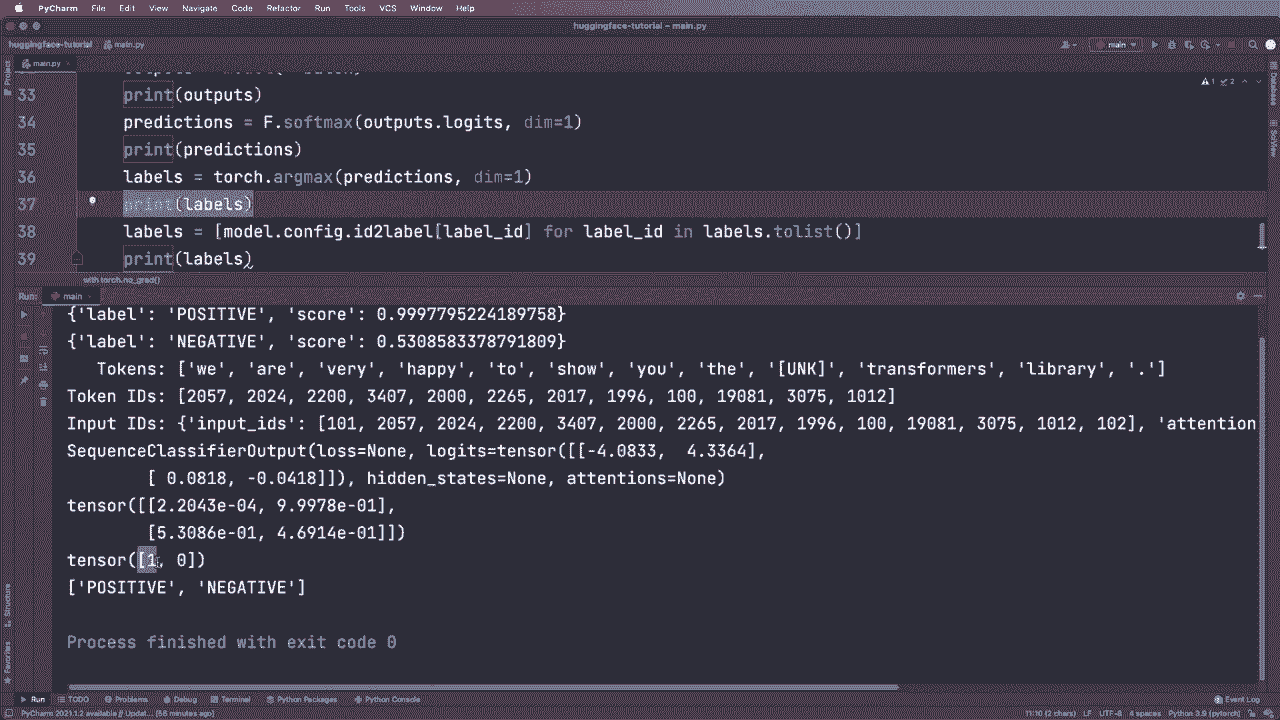 PyCharm File Edit View Navigate Code Refactor Run Tools VCS Window Help
huggingface-tutorial – main.py
huggingface-tutorial main.py
main
Project
main.py
1 2
33 print(outputs)
34 predictions = F.softmax(outputs.logits, dim=1)
35 print(predictions)
36 labels = torch.argmax(predictions, dim=1)
37 print(labels)
38 labels = [model.config.id2label[label_id] for label_id in labels.tolist()]
39 print(labels)
with torch.no_grad()
Database
SciView
Run: main
{'label': 'POSITIVE', 'score': 0.9997795224189758}
{'label': 'NEGATIVE', 'score': 0.5308583378791809}
Tokens: ['we', 'are', 'very', 'happy', 'to', 'show', 'you', 'the', '[UNK]', 'transformers', 'library', '.']
Token IDs: [2057, 2024, 2200, 3407, 2000, 2265, 2017, 1996, 100, 19081, 3075, 1012]
Input IDs: {'input_ids': [101, 2057, 2024, 2200, 3407, 2000, 2265, 2017, 1996, 100, 19081, 3075, 1012, 102], 'attention
SequenceClassifierOutput(loss=None, logits=tensor([[-4.0833, 4.3364],
[ 0.0818, -0.0418]]), hidden_states=None, attentions=None)
tensor([[2.2043e-04, 9.9978e-01],
[5.3086e-01, 4.6914e-01]])
tensor([1, 0])
['POSITIVE', 'NEGATIVE']
Process finished with exit code 0
Structure
Favorites
Run TODO Problems Debug Terminal Python Packages Python Console Event Log
PyCharm 2021.1.2 available // Updat... (56 minutes ago) 11:10 (2 chars) LF UTF-8 4 spaces Python 3.9 (pytorch)